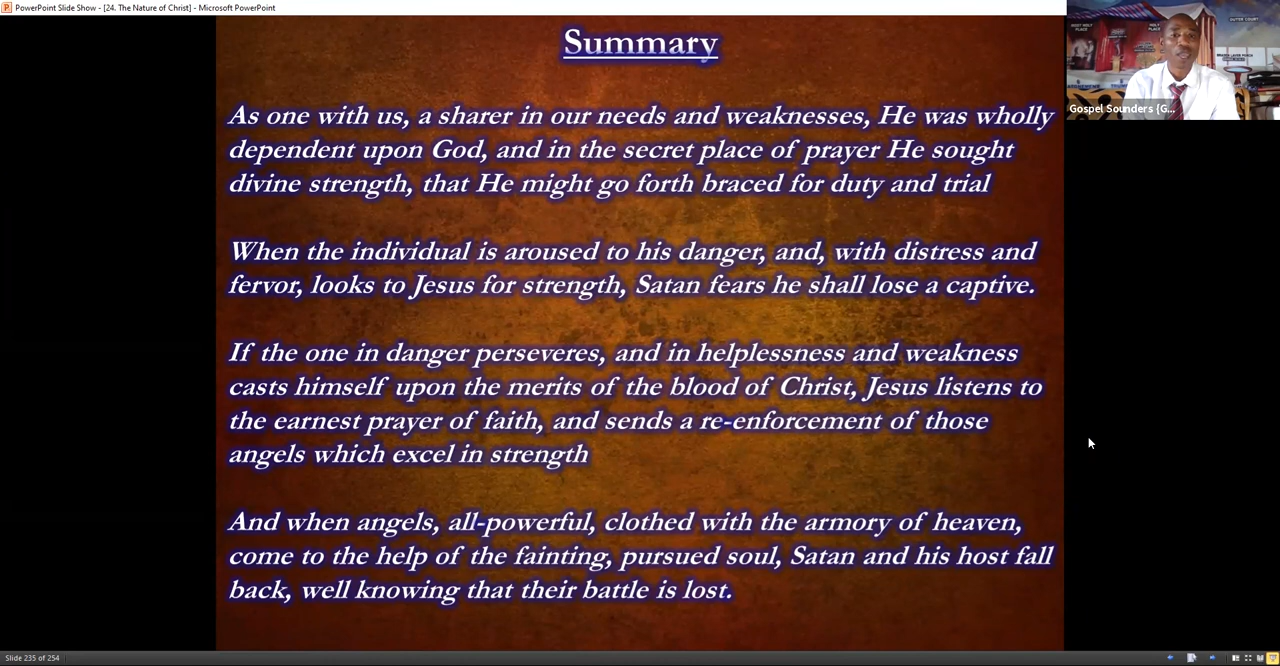 PowerPoint Slide Show - [24. The Nature of Christ] - Microsoft PowerPoint
Summary
As one with us, a sharer in our needs and weaknesses, He was wholly
dependent upon God, and in the secret place of prayer He sought
divine strength, that He might go forth braced for duty and trial
When the individual is aroused to his danger, and, with distress and
fervor, looks to Jesus for strength, Satan fears he shall lose a captive.
If the one in danger perseveres, and in helplessness and weakness
casts himself upon the merits of the blood of Christ, Jesus listens to
the earnest prayer of faith, and sends a re-enforcement of those
angels which excel in strength
And when angels, all-powerful, clothed with the armory of heaven,
come to the help of the fainting, pursued soul, Satan and his host fall
back, well knowing that their battle is lost.
OUTER COURT
Gospel Sounders {G...
Slide 235 of 254